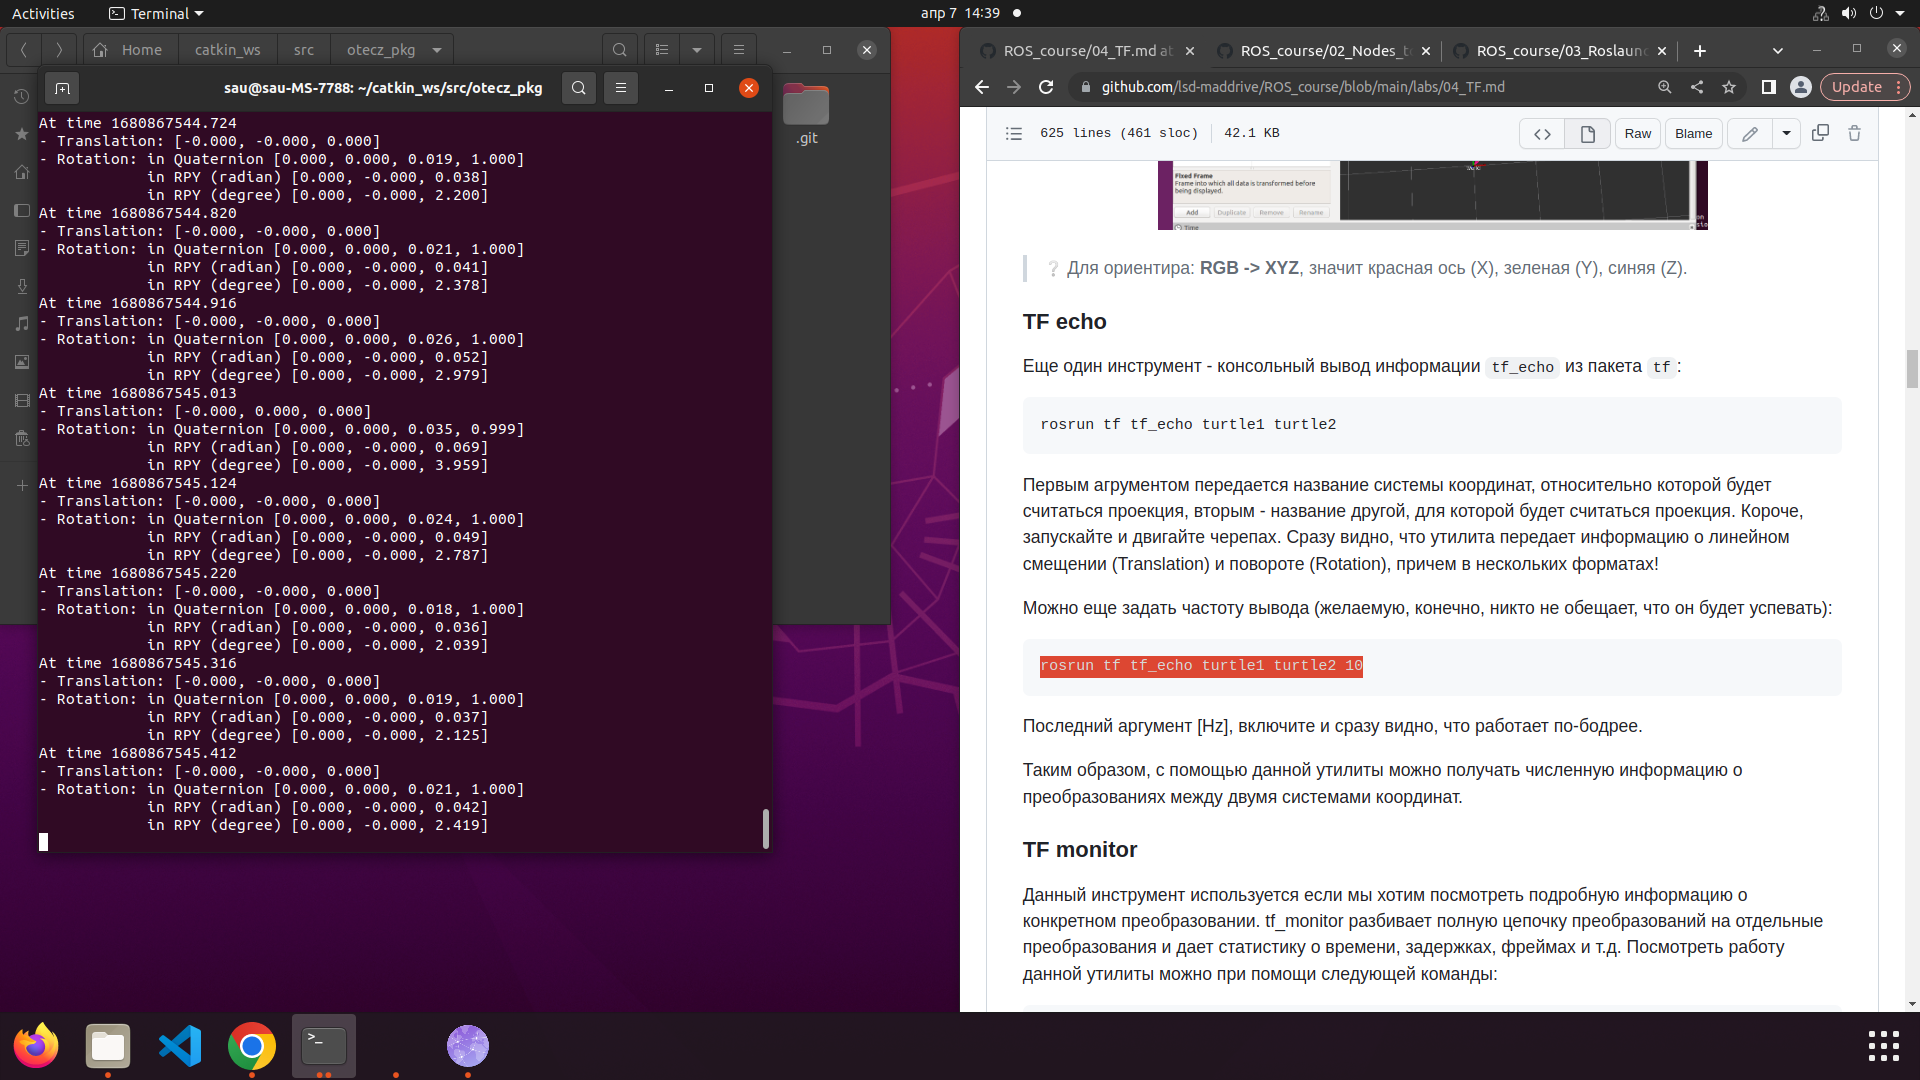 Activities
Terminal
апр 7 14:39
Home
catkin_ws
src
otecz_pkg
.git
sau@sau-MS-7788: ~/catkin_ws/src/otecz_pkg
At time 1680867544.724
- Translation: [-0.000, -0.000, 0.000]
- Rotation: in Quaternion [0.000, 0.000, 0.019, 1.000]
in RPY (radian) [0.000, -0.000, 0.038]
in RPY (degree) [0.000, -0.000, 2.200]
At time 1680867544.820
- Translation: [-0.000, -0.000, 0.000]
- Rotation: in Quaternion [0.000, 0.000, 0.021, 1.000]
in RPY (radian) [0.000, -0.000, 0.041]
in RPY (degree) [0.000, -0.000, 2.378]
At time 1680867544.916
- Translation: [-0.000, -0.000, 0.000]
- Rotation: in Quaternion [0.000, 0.000, 0.026, 1.000]
in RPY (radian) [0.000, -0.000, 0.052]
in RPY (degree) [0.000, -0.000, 2.979]
At time 1680867545.013
- Translation: [-0.000, 0.000, 0.000]
- Rotation: in Quaternion [0.000, 0.000, 0.035, 0.999]
in RPY (radian) [0.000, -0.000, 0.069]
in RPY (degree) [0.000, -0.000, 3.959]
At time 1680867545.124
- Translation: [-0.000, -0.000, 0.000]
- Rotation: in Quaternion [0.000, 0.000, 0.024, 1.000]
in RPY (radian) [0.000, -0.000, 0.049]
in RPY (degree) [0.000, -0.000, 2.787]
At time 1680867545.220
- Translation: [-0.000, -0.000, 0.000]
- Rotation: in Quaternion [0.000, 0.000, 0.018, 1.000]
in RPY (radian) [0.000, -0.000, 0.036]
in RPY (degree) [0.000, -0.000, 2.039]
At time 1680867545.316
- Translation: [-0.000, -0.000, 0.000]
- Rotation: in Quaternion [0.000, 0.000, 0.019, 1.000]
in RPY (radian) [0.000, -0.000, 0.037]
in RPY (degree) [0.000, -0.000, 2.125]
At time 1680867545.412
- Translation: [-0.000, -0.000, 0.000]
- Rotation: in Quaternion [0.000, 0.000, 0.021, 1.000]
in RPY (radian) [0.000, -0.000, 0.042]
in RPY (degree) [0.000, -0.000, 2.419]
ROS_course/04_TF.md at
ROS_course/02_Nodes_t
ROS_course/03_Roslaun
github.com/lsd-maddrive/ROS_course/blob/main/labs/04_TF.md
Update
625 lines (461 sloc)
42.1 KB
Raw
Blame
Fixed Frame
Frame into which all data is transformed before
being displayed.
Add
Duplicate
Remove
Rename
Time
? Для ориентира: RGB -> XYZ, значит красная ось (X), зеленая (Y), синяя (Z).
TF echo
Еще один инструмент - консольный вывод информации tf_echo из пакета tf:
rosrun tf tf_echo turtle1 turtle2
Первым агрументом передается название системы координат, относительно которой будет
считаться проекция, вторым - название другой, для которой будет считаться проекция. Короче,
запускайте и двигайте черепах. Сразу видно, что утилита передает информацию о линейном
смещении (Translation) и повороте (Rotation), причем в нескольких форматах!
Можно еще задать частоту вывода (желаемую, конечно, никто не обещает, что он будет успевать):
rosrun tf tf_echo turtle1 turtle2 10
Последний аргумент [Hz], включите и сразу видно, что работает по-бодрее.
Таким образом, с помощью данной утилиты можно получать численную информацию о
преобразованиях между двумя системами координат.
TF monitor
Данный инструмент используется если мы хотим посмотреть подробную информацию о
конкретном преобразовании. tf_monitor разбивает полную цепочку преобразований на отдельные
преобразования и дает статистику о времени, задержках, фреймах и т.д. Посмотреть работу
данной утилиты можно при помощи следующей команды: